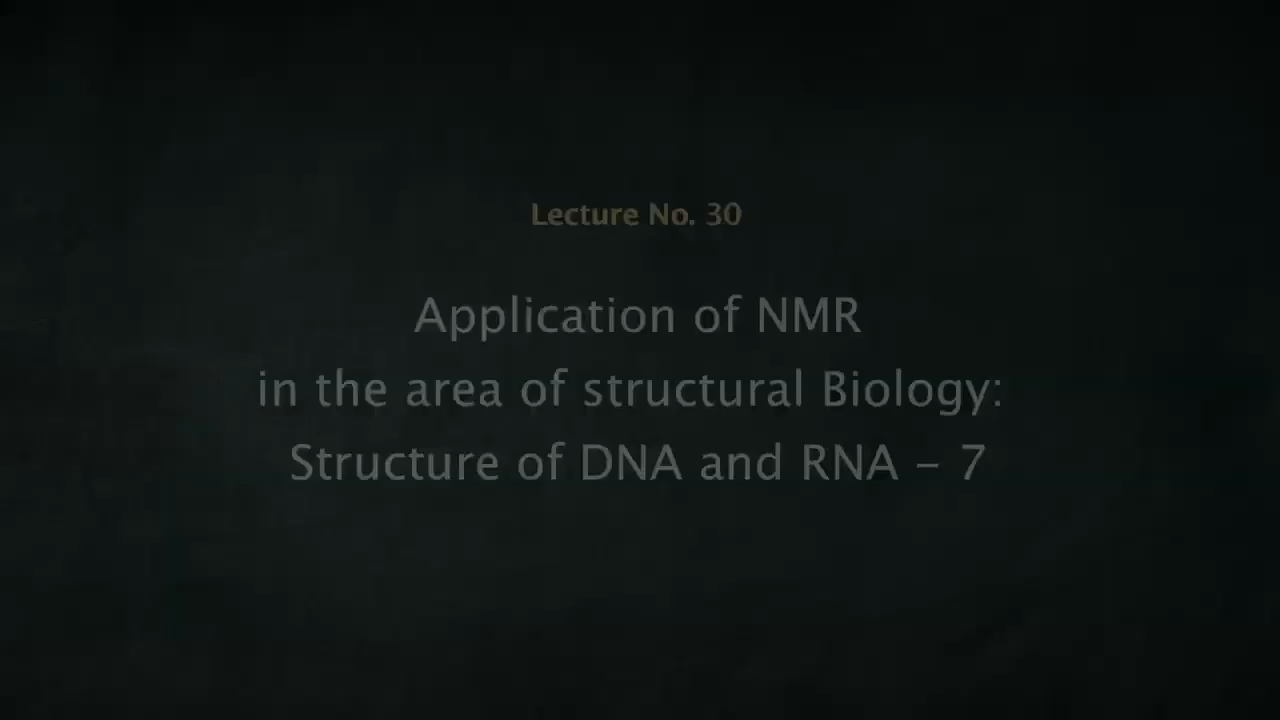 Lecture No. 30
Application of NMR
in the area of structural Biology:
Structure of DNA and RNA – 7